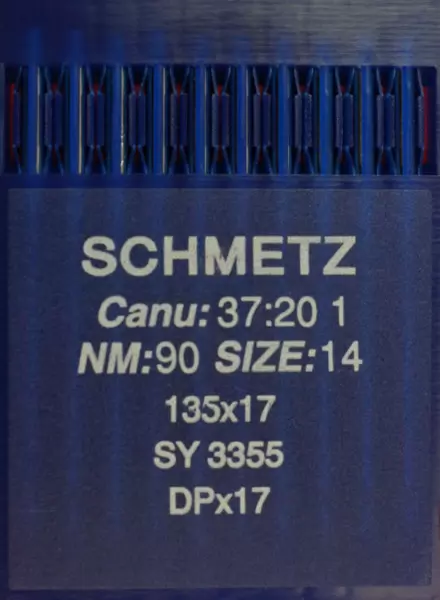 SCHMETZ
Canu: 37:20 1
NM:90 SIZE:14
135x17
SY 3355
DPx17